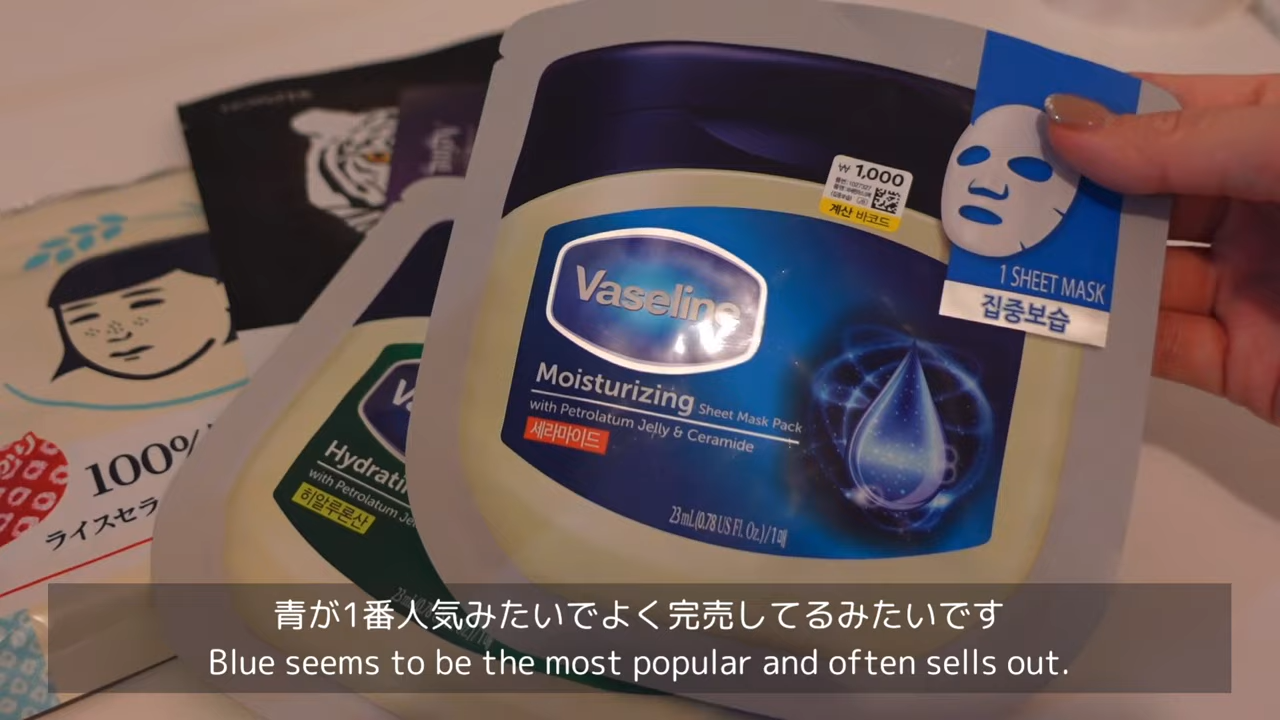 ₩ 1,000
계산 바코드
Vaseline
Moisturizing Sheet Mask Pack
with Petrolatum Jelly & Ceramide
세라마이드
23 mL (0.78 US Fl. Oz.) / 1매
1 SHEET MASK
집중보습
Hydrati
with Petrolatum Je
히알루론산
100%
ライスセラ
青が1番人気みたいでよく完売してるみたいです
Blue seems to be the most popular and often sells out.